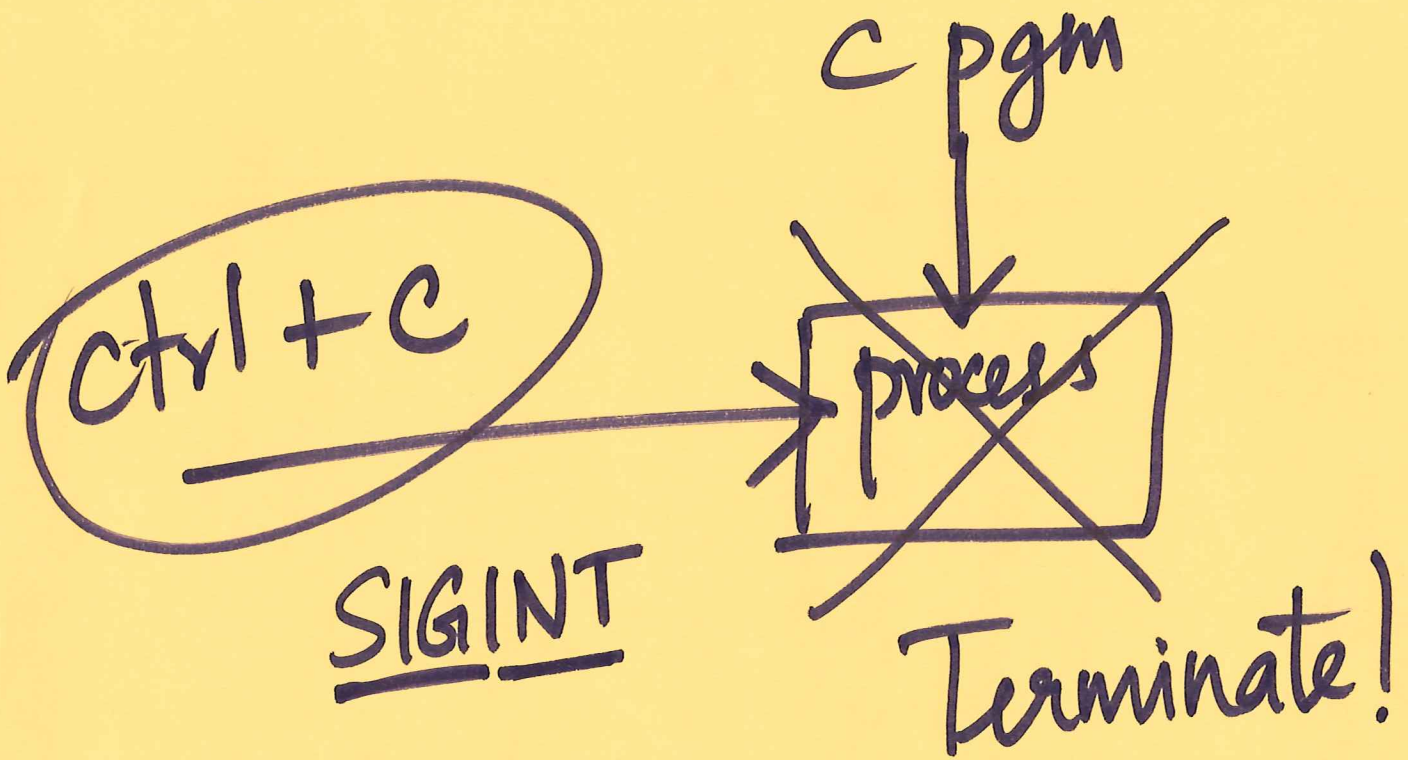 C pgm
Ctrl + C
process
SIGINT
Terminate!